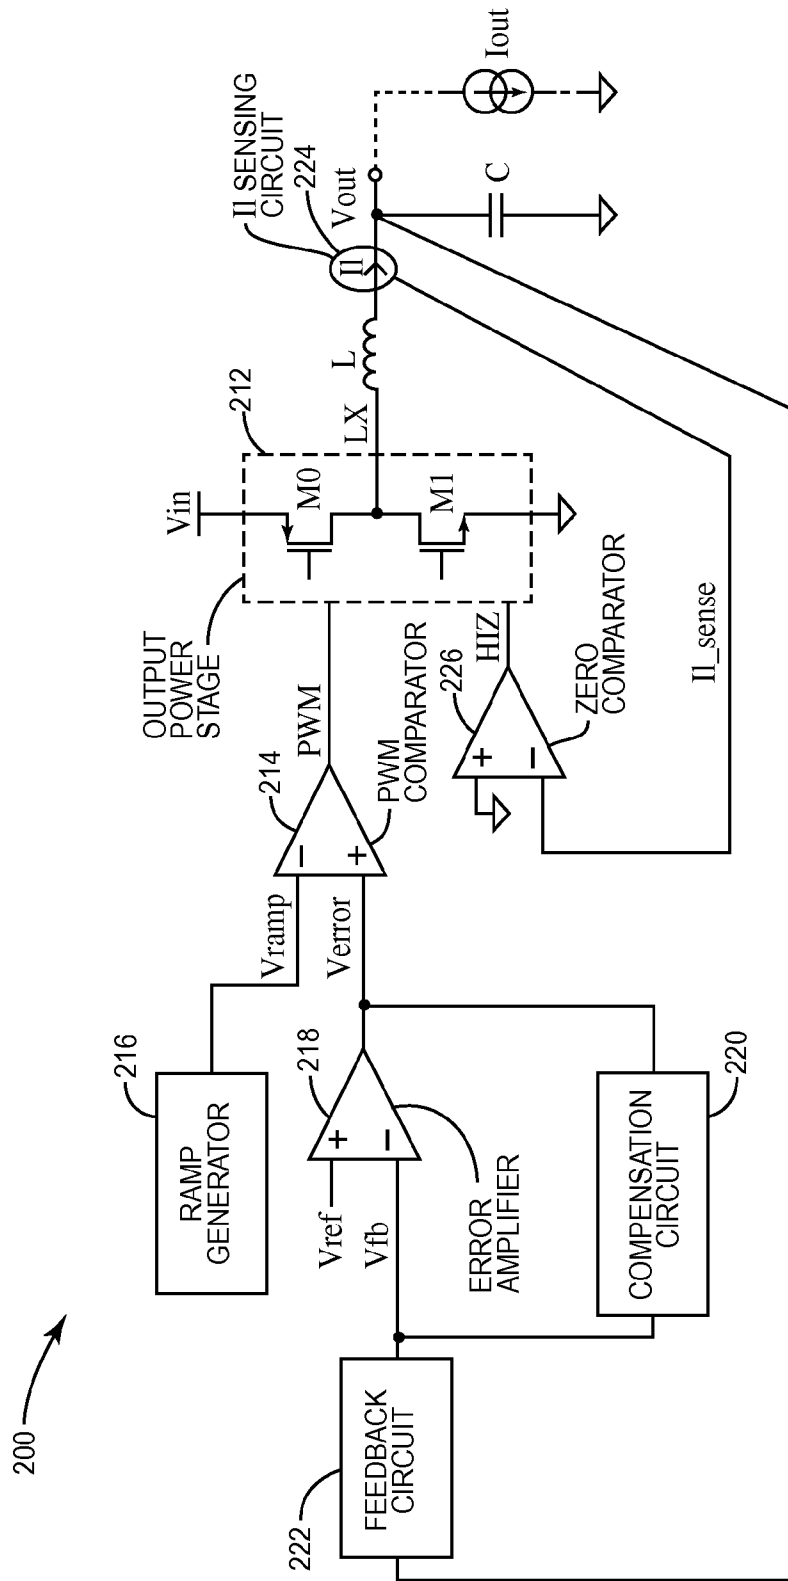 200
222
FEEDBACK
CIRCUIT
216
RAMP
GENERATOR
Vref
Vfb
+
−
218
ERROR
AMPLIFIER
COMPENSATION
CIRCUIT
220
Vramp
Verror
214
−
+
PWM
COMPARATOR
PWM
OUTPUT
POWER
STAGE
212
Vin
M0
M1
HIZ
226
+
−
ZERO
COMPARATOR
Il_sense
LX
L
Il
Il SENSING
CIRCUIT
224
Vout
C
Iout